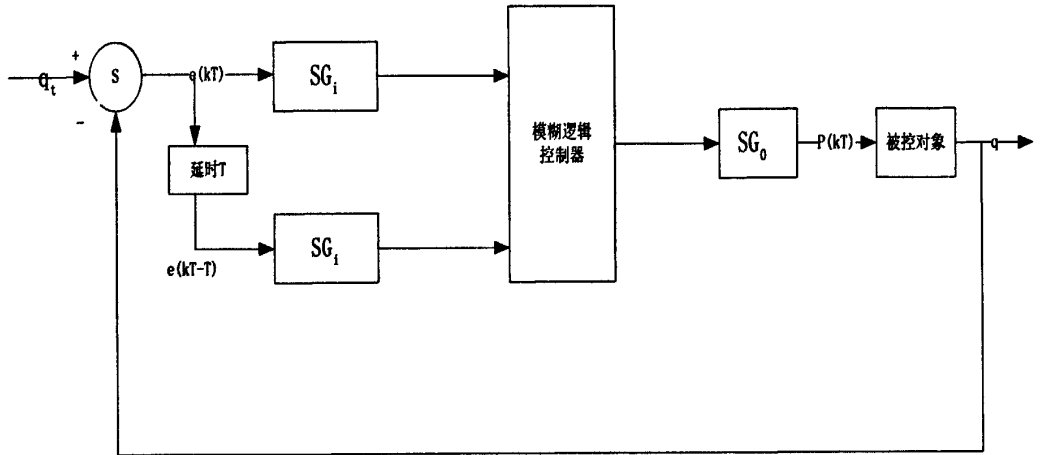 +
q_t
S
-
e(kT)
SG_i
延时T
e(kT-T)
SG_i
模糊逻辑
控制器
SG_0
P(kT)
被控对象
q